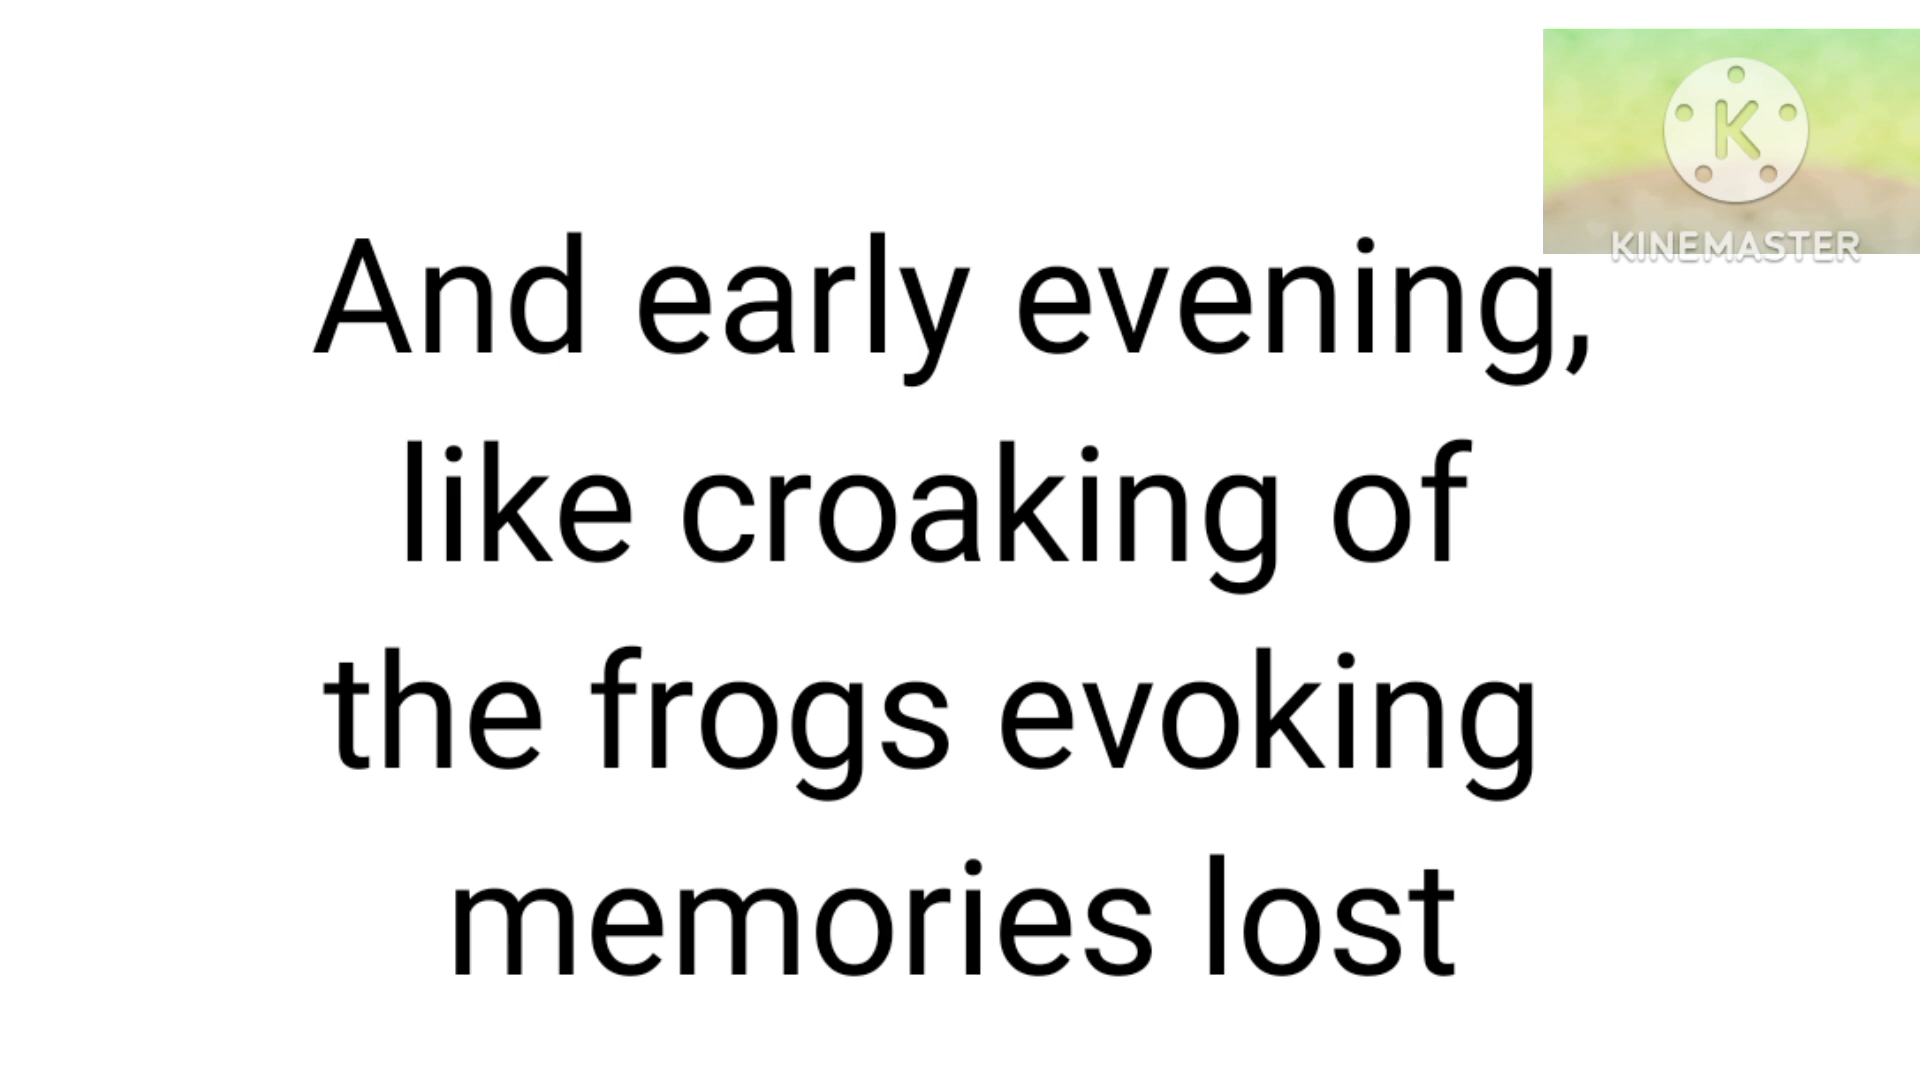 K
KINEMASTER
And early evening,
like croaking of
the frogs evoking
memories lost